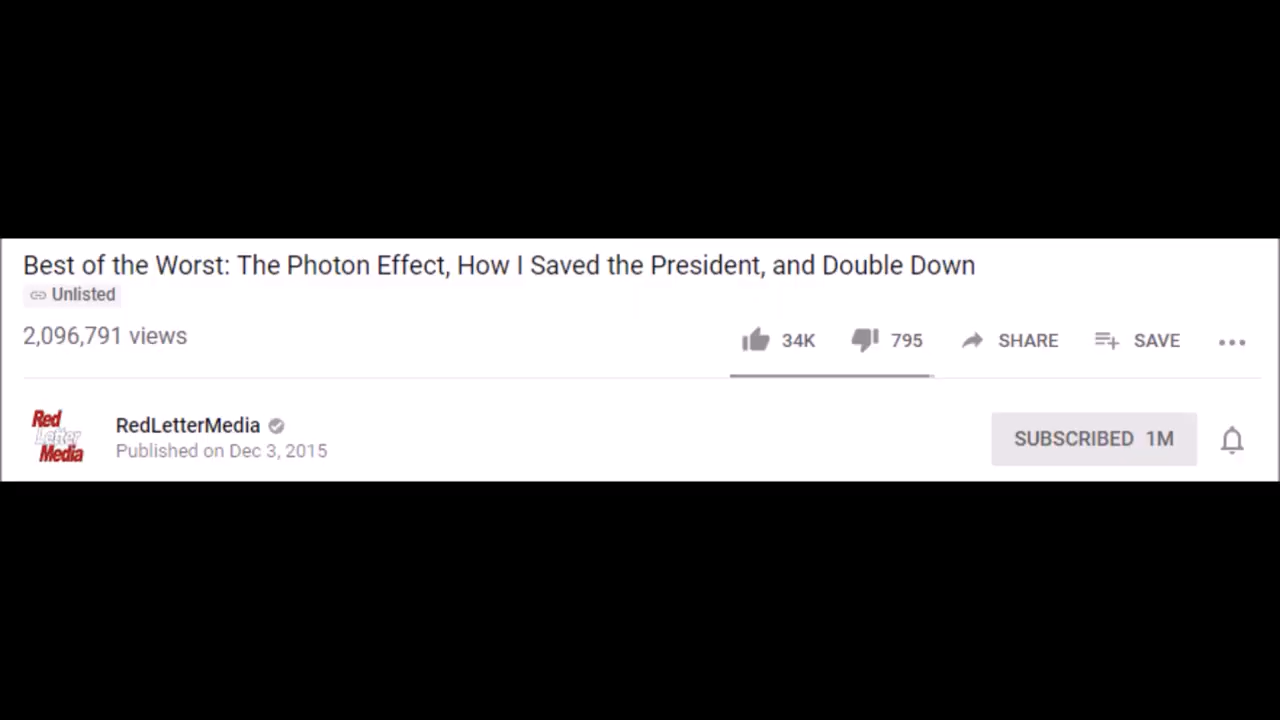 Best of the Worst: The Photon Effect, How I Saved the President, and Double Down
Unlisted
2,096,791 views
34K 795 SHARE SAVE
Red
Letter
Media
RedLetterMedia
Published on Dec 3, 2015
SUBSCRIBED 1M